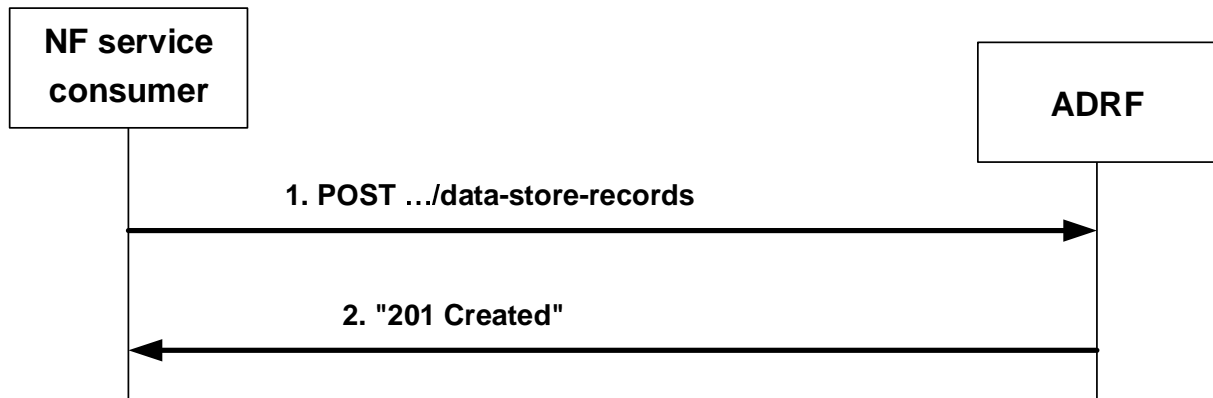 NF service
consumer
ADRF
1. POST …/data-store-records
2. "201 Created"